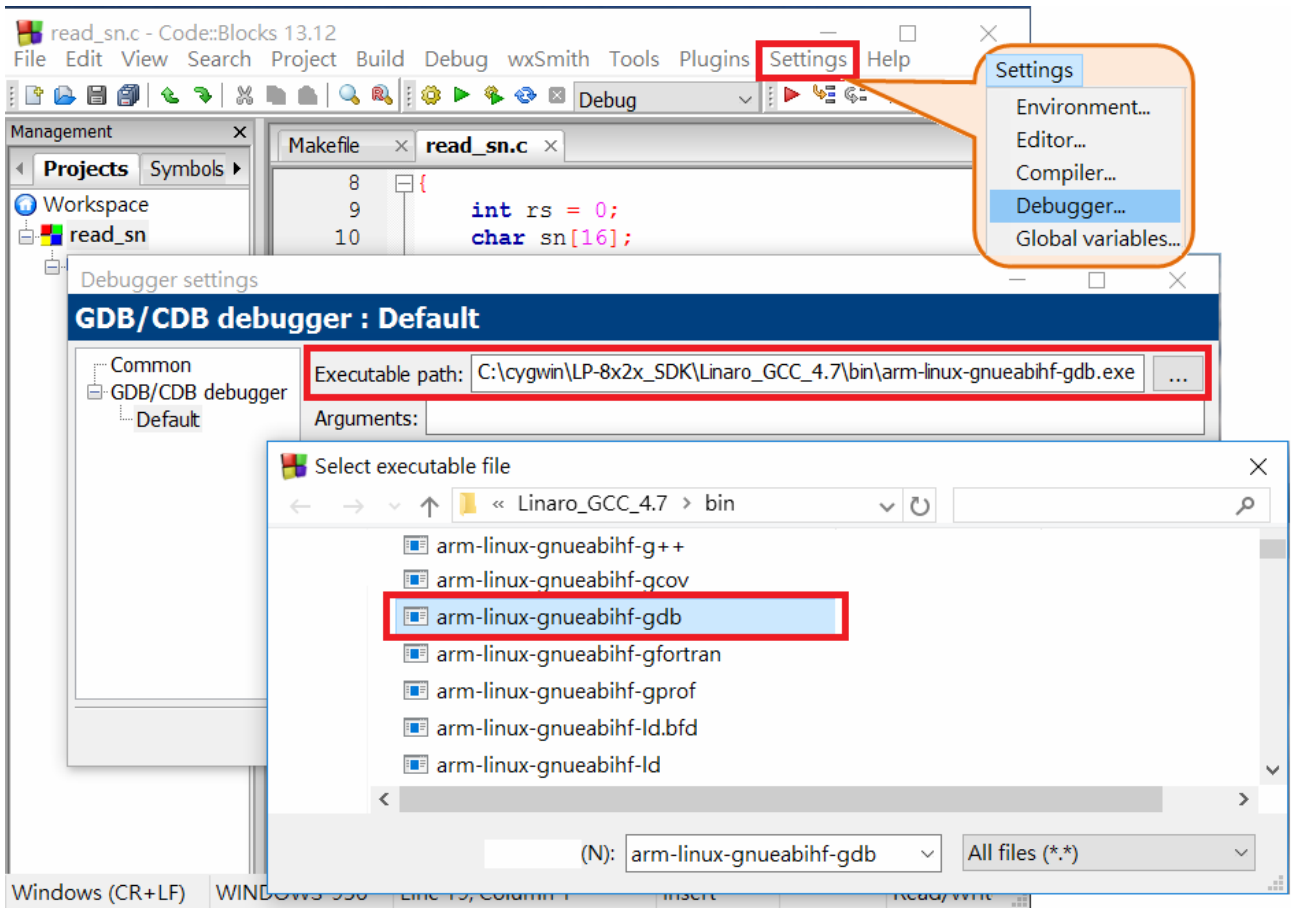 read_sn.c - Code::Blocks 13.12
File Edit View Search Project Build Debug wxSmith Tools Plugins Settings Help
Debug
Settings
Environment...
Editor...
Compiler...
Debugger...
Global variables...
Management
Projects Symbols
Workspace
read_sn
Makefile read_sn.c
8 {
9 int rs = 0;
10 char sn[16];
Debugger settings
GDB/CDB debugger : Default
Common
GDB/CDB debugger
Default
Executable path: C:\cygwin\LP-8x2x_SDK\Linaro_GCC_4.7\bin\arm-linux-gnueabihf-gdb.exe ...
Arguments:
Select executable file
« Linaro_GCC_4.7 > bin
arm-linux-gnueabihf-g++
arm-linux-gnueabihf-gcov
arm-linux-gnueabihf-gdb
arm-linux-gnueabihf-gfortran
arm-linux-gnueabihf-gprof
arm-linux-gnueabihf-ld.bfd
arm-linux-gnueabihf-ld
(N): arm-linux-gnueabihf-gdb All files (*.*)
Windows (CR+LF)